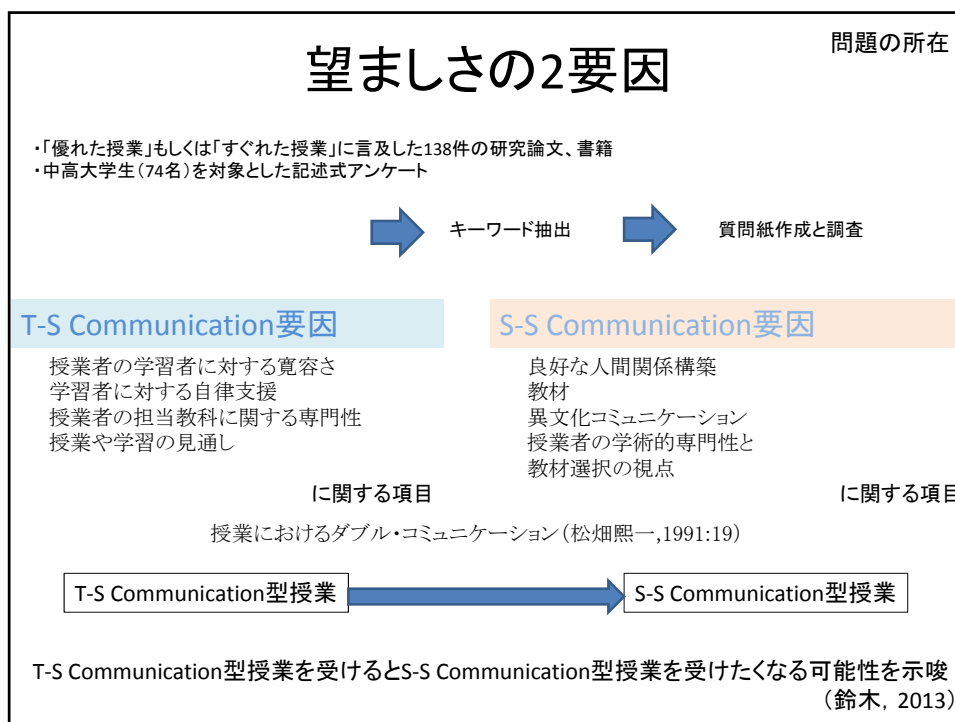 問題の所在
望ましさの2要因
・「優れた授業」もしくは「すぐれた授業」に言及した138件の研究論文、書籍
・中高大学生(74名)を対象とした記述式アンケート
キーワード抽出
質問紙作成と調査
T-S Communication要因
授業者の学習者に対する寛容さ
学習者に対する自律支援
授業者の担当教科に関する専門性
授業や学習の見通し
に関する項目
S-S Communication要因
良好な人間関係構築
教材
異文化コミュニケーション
授業者の学術的専門性と
教材選択の視点
に関する項目
授業におけるダブル・コミュニケーション(松畑熙一,1991:19)
T-S Communication型授業
S-S Communication型授業
T-S Communication型授業を受けるとS-S Communication型授業を受けたくなる可能性を示唆
(鈴木, 2013)